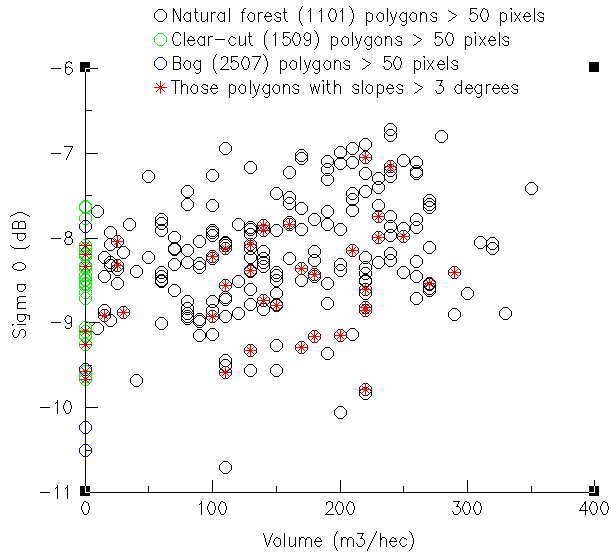 Natural forest (1101) polygons > 50 pixels
Clear-cut (1509) polygons > 50 pixels
Bog (2507) polygons > 50 pixels
Those polygons with slopes > 3 degrees
-6
-7
-8
-9
-10
-11
Sigma 0 (dB)
0 100 200 300 400
Volume (m3/hec)